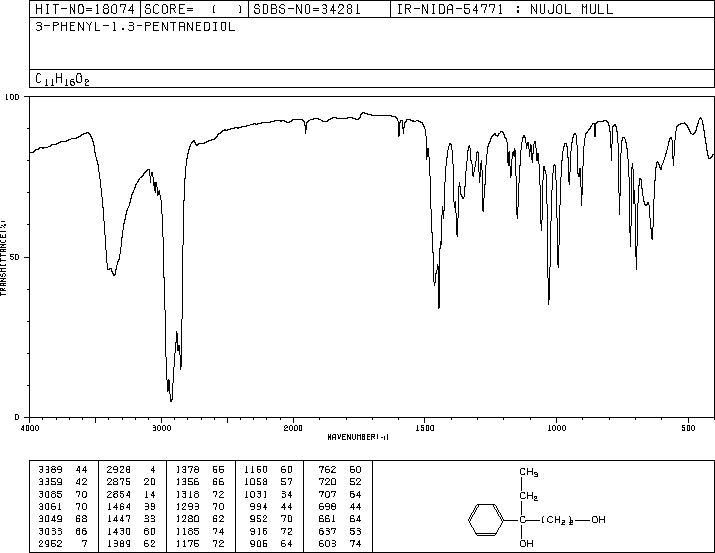 HIT-NO=18074 SCORE= ( ) SDBS-NO=34281 IR-NIDA-54771 : NUJOL MULL
3-PHENYL-1,3-PENTANEDIOL
C11H16O2
100
50
0
TRANSMITTANCE(%)
4000 3000 2000 1500 1000 500
WAVENUMBER(-1)
3389 44 2928 4 1378 55 1160 60 762 60
3359 42 2875 20 1356 66 1058 57 720 52
3085 70 2854 14 1318 72 1031 34 707 64
3061 70 1464 39 1293 70 994 44 698 44
3049 68 1447 33 1280 62 952 70 661 64
3033 66 1430 60 1185 74 916 72 637 53
2962 7 1389 62 1176 72 906 64 603 74
CH3
CH2
C (CH2)2 OH
OH